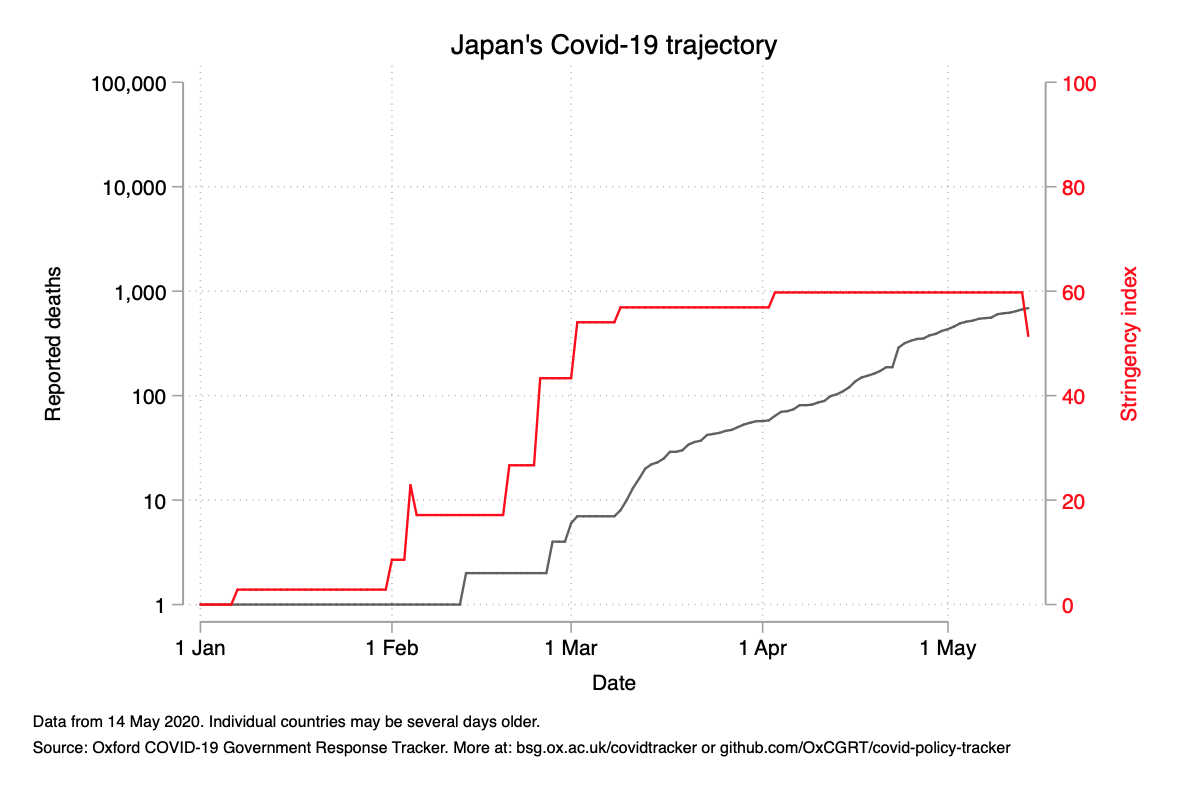 Japan's Covid-19 trajectory
100,000
10,000
1,000
100
10
1
Reported deaths
100
80
60
40
20
0
Stringency index
1 Jan
1 Feb
1 Mar
1 Apr
1 May
Date
Data from 14 May 2020. Individual countries may be several days older.
Source: Oxford COVID-19 Government Response Tracker. More at: bsg.ox.ac.uk/covidtracker or github.com/OxCGRT/covid-policy-tracker